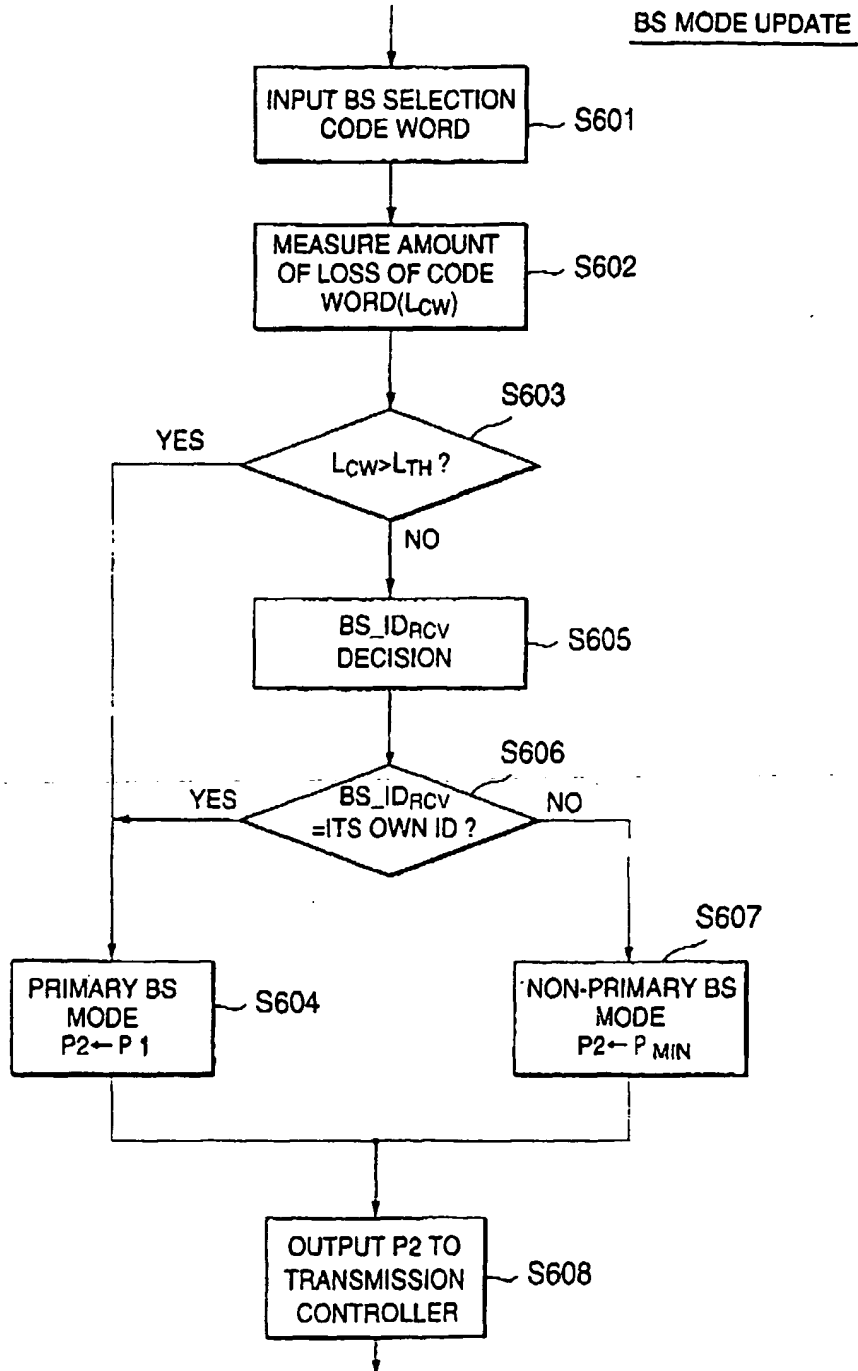 BS MODE UPDATE
INPUT BS SELECTION
CODE WORD
S601
MEASURE AMOUNT
OF LOSS OF CODE
WORD(LCW)
S602
S603
YES
LCW>LTH ?
NO
BS_IDRCV
DECISION
S605
S606
YES
BS_IDRCV
=ITS OWN ID ?
NO
S607
PRIMARY BS
MODE
P2←P1
S604
NON-PRIMARY BS
MODE
P2←PMIN
OUTPUT P2 TO
TRANSMISSION
CONTROLLER
S608